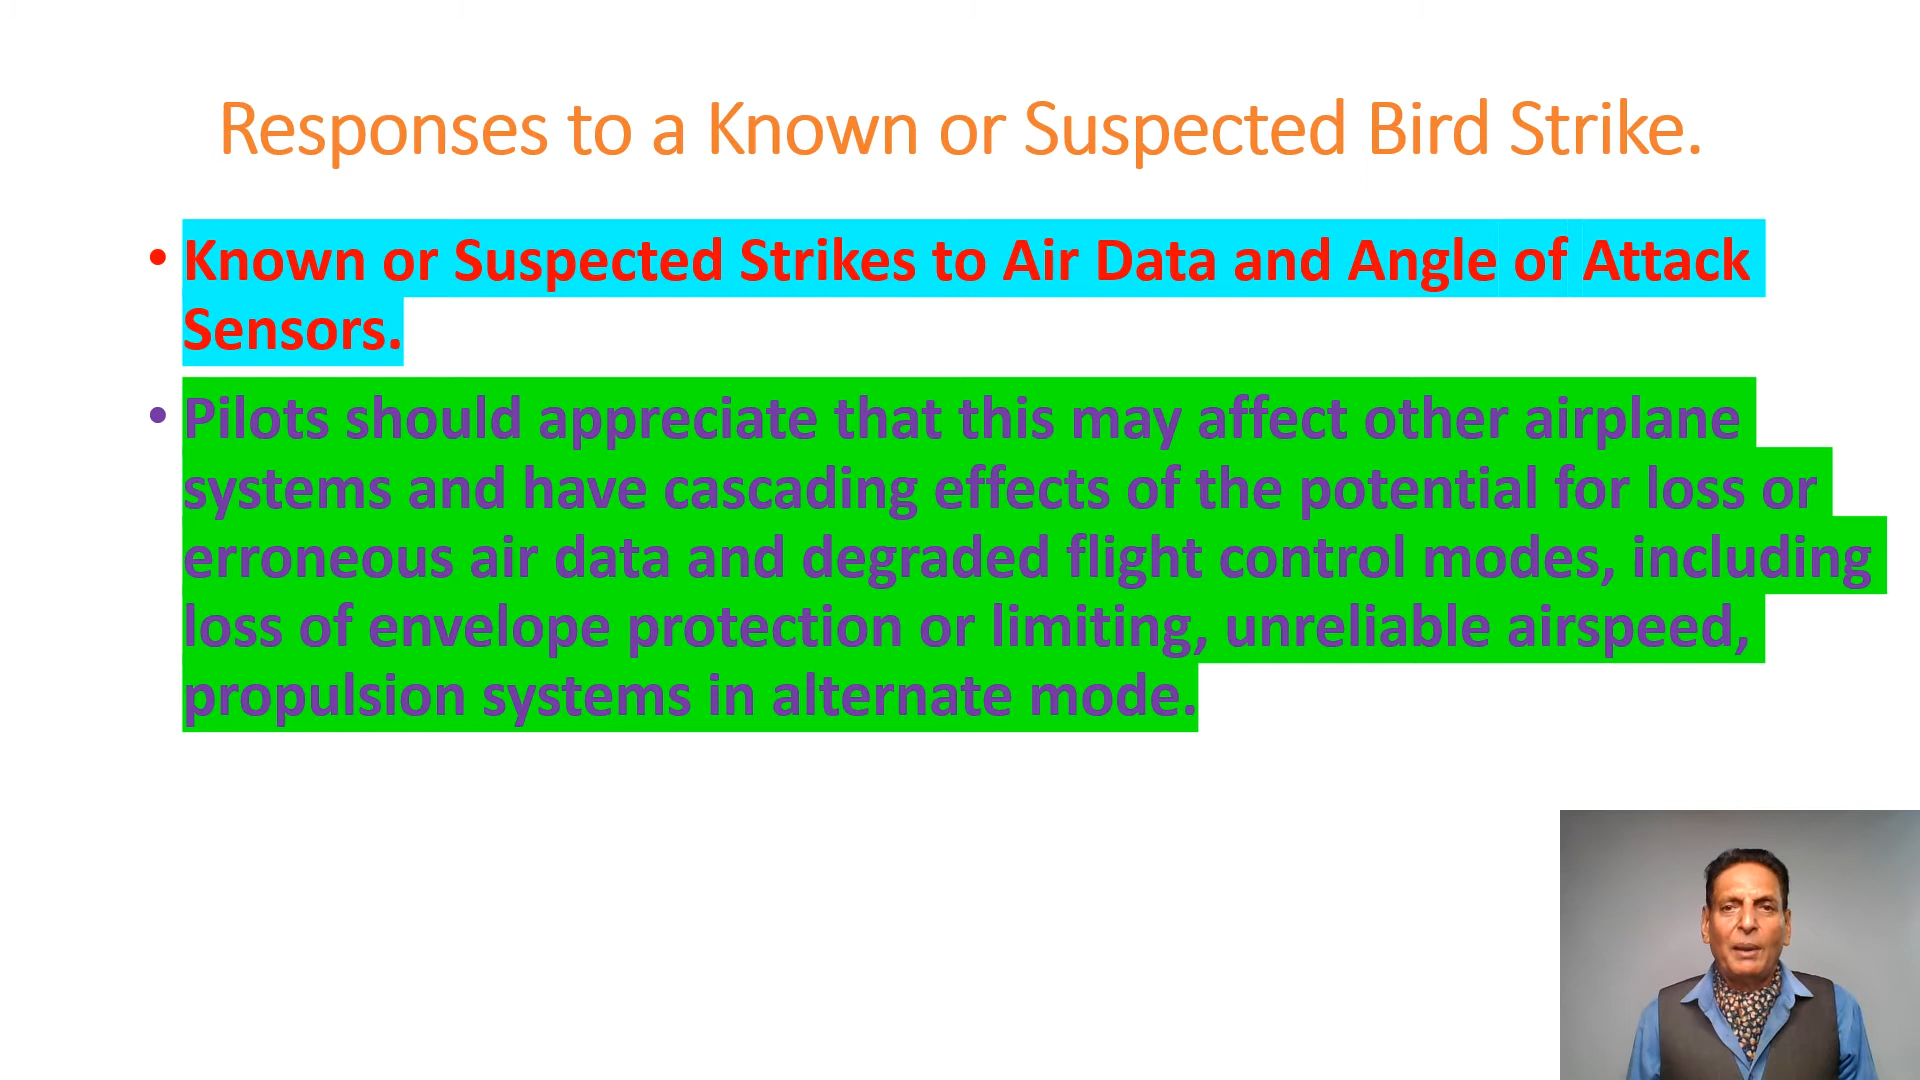 Responses to a Known or Suspected Bird Strike.
• Known or Suspected Strikes to Air Data and Angle of Attack
Sensors.
• Pilots should appreciate that this may affect other airplane
systems and have cascading effects of the potential for loss or
erroneous air data and degraded flight control modes, including
loss of envelope protection or limiting, unreliable airspeed,
propulsion systems in alternate mode.